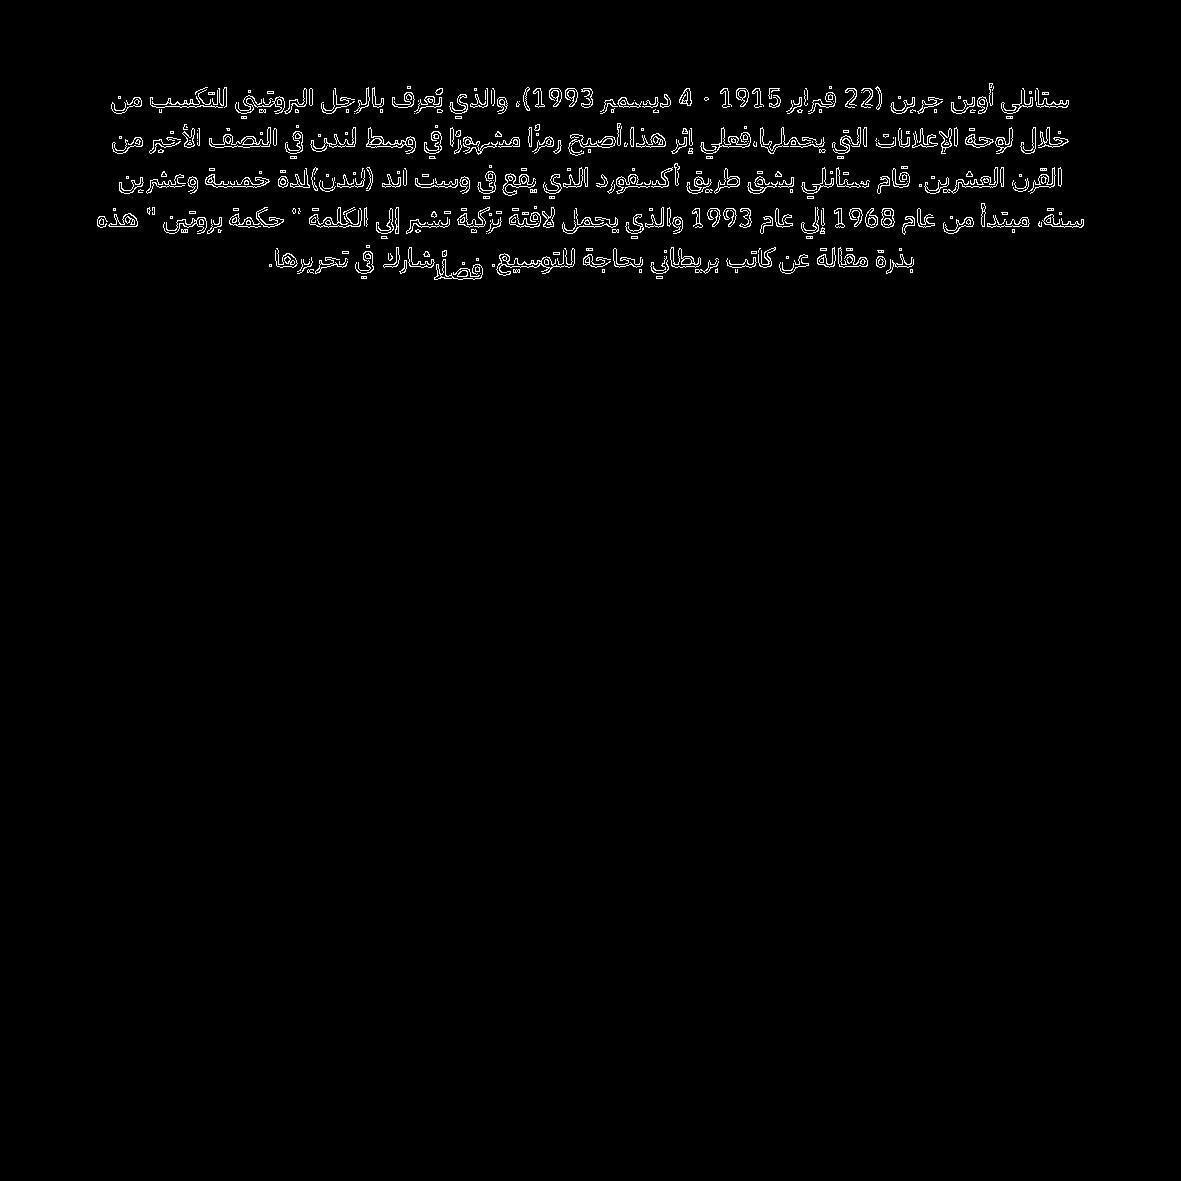 ستانلي أوين جرين (22 فبراير 1915 - 4 ديسمبر 1993)، والذي يًعرف بالرجل البروتيني للتكسب من
خلال لوحة الإعلانات التي يحملها،فعلي إثر هذا،أصبح رمزًا مشهورًا في وسط لندن في النصف الأخير من
القرن العشرين. قام ستانلي بشق طريق أكسفورد الذي يقع في وست اند (لندن)لمدة خمسة وعشرين
سنة، مبتدأ من عام 1968 إلي عام 1993 والذي يحمل لافتة تزكية تشير إلي الكلمة " حكمة بروتين " هذه
بذرة مقالة عن كاتب بريطاني بحاجة للتوسيع. فضلًا شارك في تحريرها.